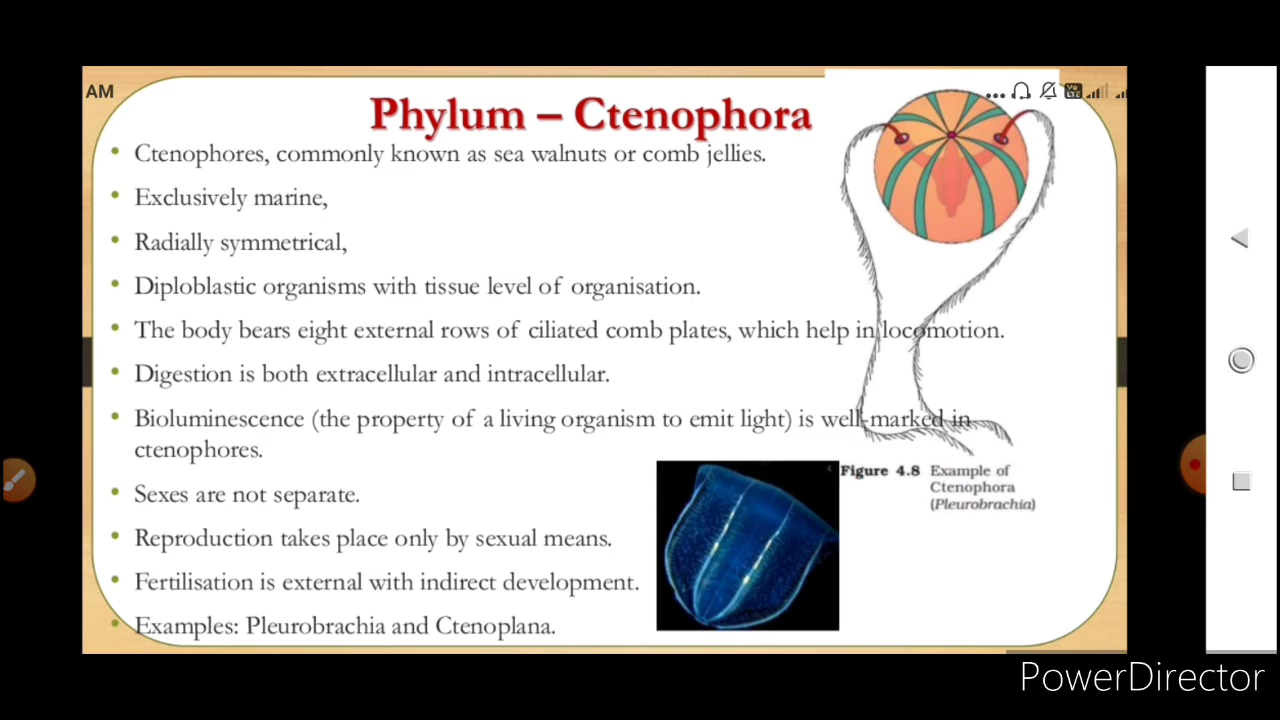 AM
Vo
LTE
Phylum – Ctenophora
• Ctenophores, commonly known as sea walnuts or comb jellies.
• Exclusively marine,
• Radially symmetrical,
• Diploblastic organisms with tissue level of organisation.
• The body bears eight external rows of ciliated comb plates, which help in locomotion.
• Digestion is both extracellular and intracellular.
• Bioluminescence (the property of a living organism to emit light) is well-marked in
ctenophores.
Figure 4.8 Example of
Ctenophora
(Pleurobrachia)
• Sexes are not separate.
• Reproduction takes place only by sexual means.
• Fertilisation is external with indirect development.
• Examples: Pleurobrachia and Ctenoplana.
PowerDirector